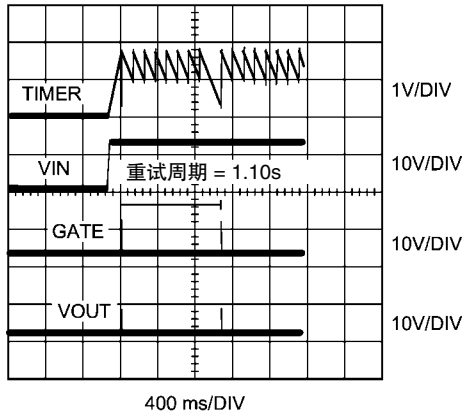 TIMER
1V/DIV
VIN
10V/DIV
重试周期 = 1.10s
GATE
10V/DIV
VOUT
10V/DIV
400 ms/DIV